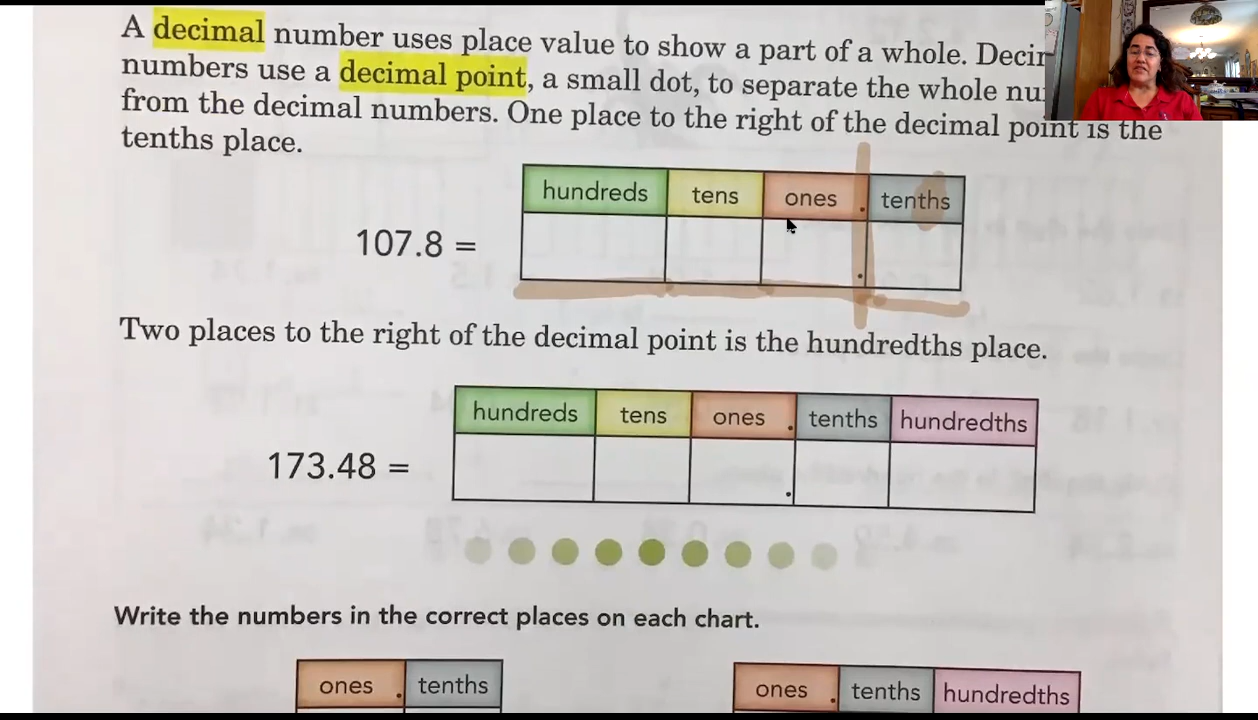 A decimal number uses place value to show a part of a whole.
numbers use a decimal point, a small dot, to separate the whole
from the decimal numbers. One place to the right of the decimal point is the
tenths place.
hundreds tens ones . tenths
107.8 =
.
Two places to the right of the decimal point is the hundredths place.
hundreds tens ones . tenths hundredths
173.48 =
.
Write the numbers in the correct places on each chart.
ones . tenths ones . tenths hundredths